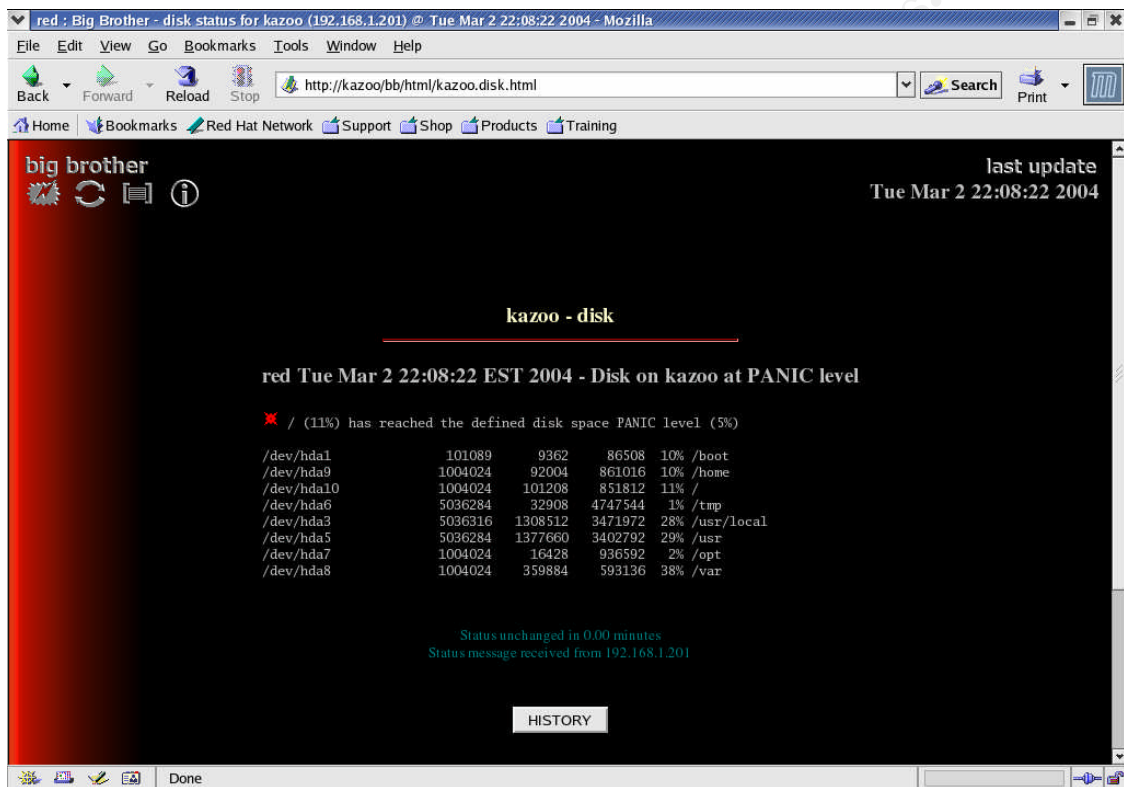 red : Big Brother - disk status for kazoo (192.168.1.201) @ Tue Mar 2 22:08:22 2004 - Mozilla
File Edit View Go Bookmarks Tools Window Help
Back Forward Reload Stop http://kazoo/bb/html/kazoo.disk.html Search Print
Home Bookmarks Red Hat Network Support Shop Products Training
big brother
last update
Tue Mar 2 22:08:22 2004
kazoo - disk
red Tue Mar 2 22:08:22 EST 2004 - Disk on kazoo at PANIC level
/ (11%) has reached the defined disk space PANIC level (5%)
/dev/hda1 101089 9362 86508 10% /boot
/dev/hda9 1004024 92004 861016 10% /home
/dev/hda10 1004024 101208 851812 11% /
/dev/hda6 5036284 32908 4747544 1% /tmp
/dev/hda3 5036316 1308512 3471972 28% /usr/local
/dev/hda5 5036284 1377660 3402792 29% /usr
/dev/hda7 1004024 16428 936592 2% /opt
/dev/hda8 1004024 359884 593136 38% /var
Status unchanged in 0.00 minutes
Status message received from 192.168.1.201
HISTORY
Done